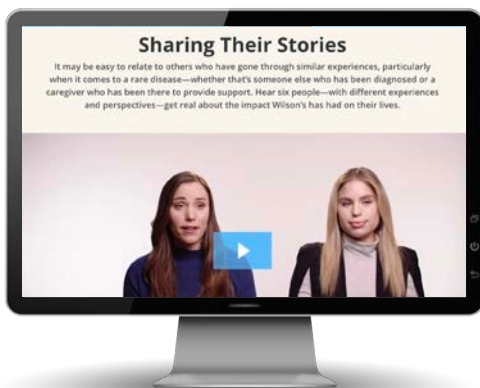 Sharing Their Stories
It may be easy to relate to others who have gone through similar experiences, particularly
when it comes to a rare disease—whether that's someone else who has been diagnosed or a
caregiver who has been there to provide support. Hear six people—with different experiences
and perspectives—get real about the impact Wilson's has had on their lives.